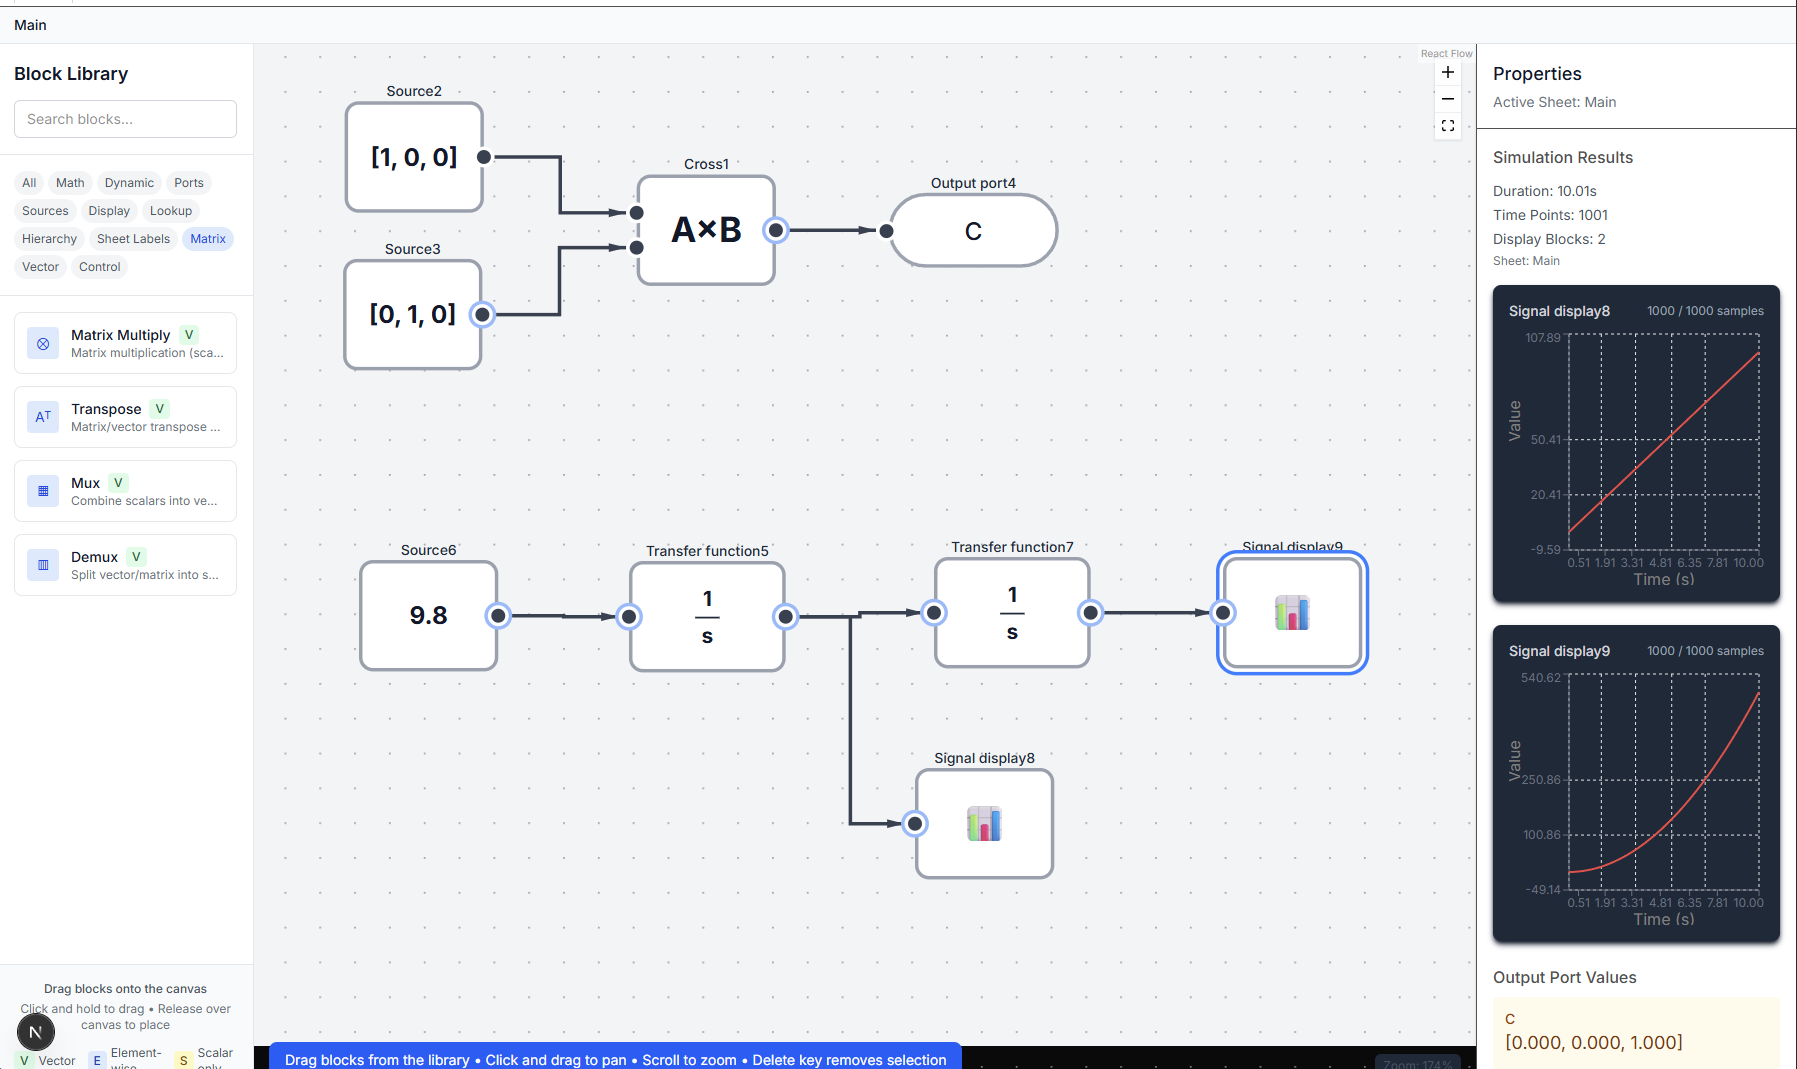 Main
Block Library
Search blocks...
All Math Dynamic Ports
Sources Display Lookup
Hierarchy Sheet Labels Matrix
Vector Control
Matrix Multiply V
Matrix multiplication (sca...
AT Transpose V
Matrix/vector transpose ...
Mux V
Combine scalars into ve...
Demux V
Split vector/matrix into s...
Drag blocks onto the canvas
Click and hold to drag • Release over
canvas to place
N
V Vector E Element-
wise S Scalar
only
Source2
[1, 0, 0]
Source3
[0, 1, 0]
Cross1
A×B
Output port4
C
Source6
9.8
Transfer function5
1
s
Transfer function7
1
s
Signal display9
Signal display8
React Flow
Drag blocks from the library • Click and drag to pan • Scroll to zoom • Delete key removes selection
Zoom: 174%
Properties
Active Sheet: Main
Simulation Results
Duration: 10.01s
Time Points: 1001
Display Blocks: 2
Sheet: Main
Signal display8 1000 / 1000 samples
107.89
50.41
20.41
-9.59
Value
0.51 1.91 3.31 4.81 6.35 7.81 10.00
Time (s)
Signal display9 1000 / 1000 samples
540.62
250.86
100.86
-49.14
Value
0.51 1.91 3.31 4.81 6.35 7.81 10.00
Time (s)
Output Port Values
C
[0.000, 0.000, 1.000]